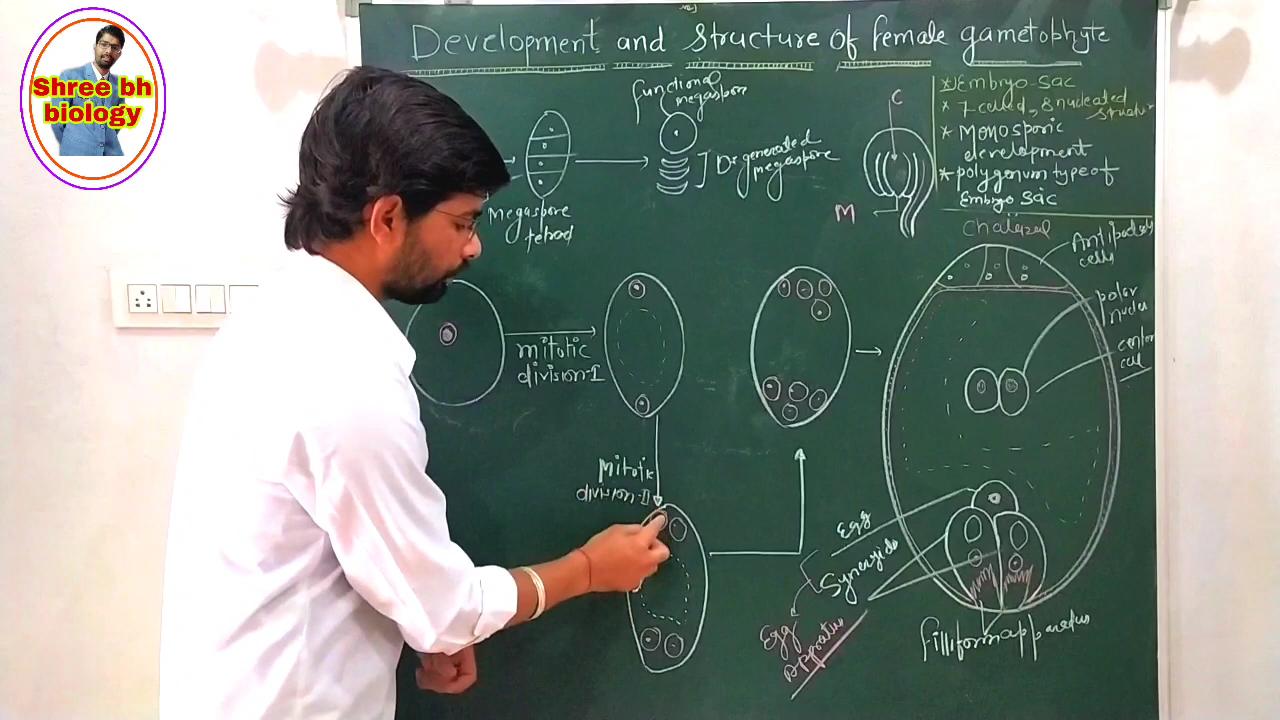 Shree bh
biology
Development and structure of female gametophyte
functional
megaspore
Degenerated
megaspore
Megaspore
tetrad
C
M
Embryo sac
7 celled, 8 nucleated
structure
Monosporic
development
polygonum type of
Embryo sac
Chalazal
Antipodals
cells
polar
nuclei
central
cell
mitotic
division-I
Mitotic
division-II
Egg
Synergids
Egg
Apparatus
filliform apparatus